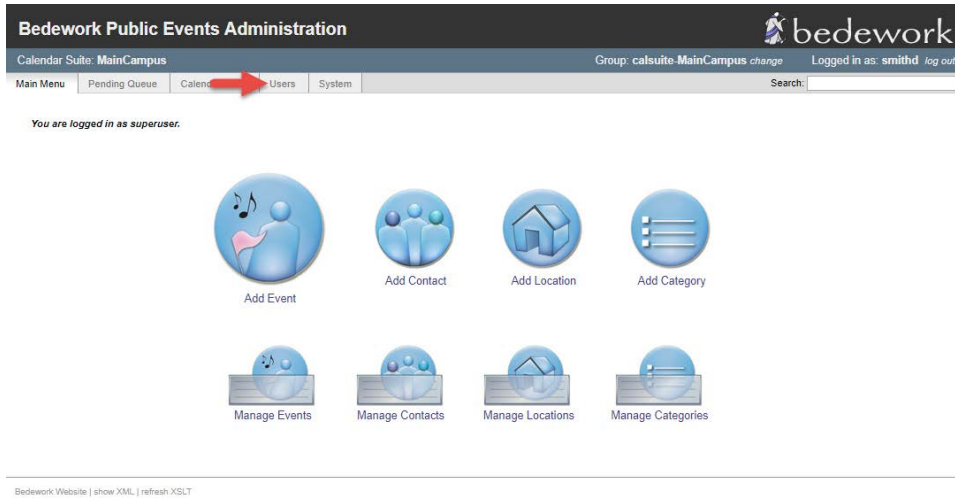 Bedework Public Events Administration
bedework
Calendar Suite: MainCampus
Group: calsuite-MainCampus change
Logged in as: smithd log out
Main Menu Pending Queue Users System
Search:
You are logged in as superuser.
Add Event
Add Contact
Add Location
Add Category
Manage Events
Manage Contacts
Manage Locations
Manage Categories
Bedework Website | show XML | refresh XSLT